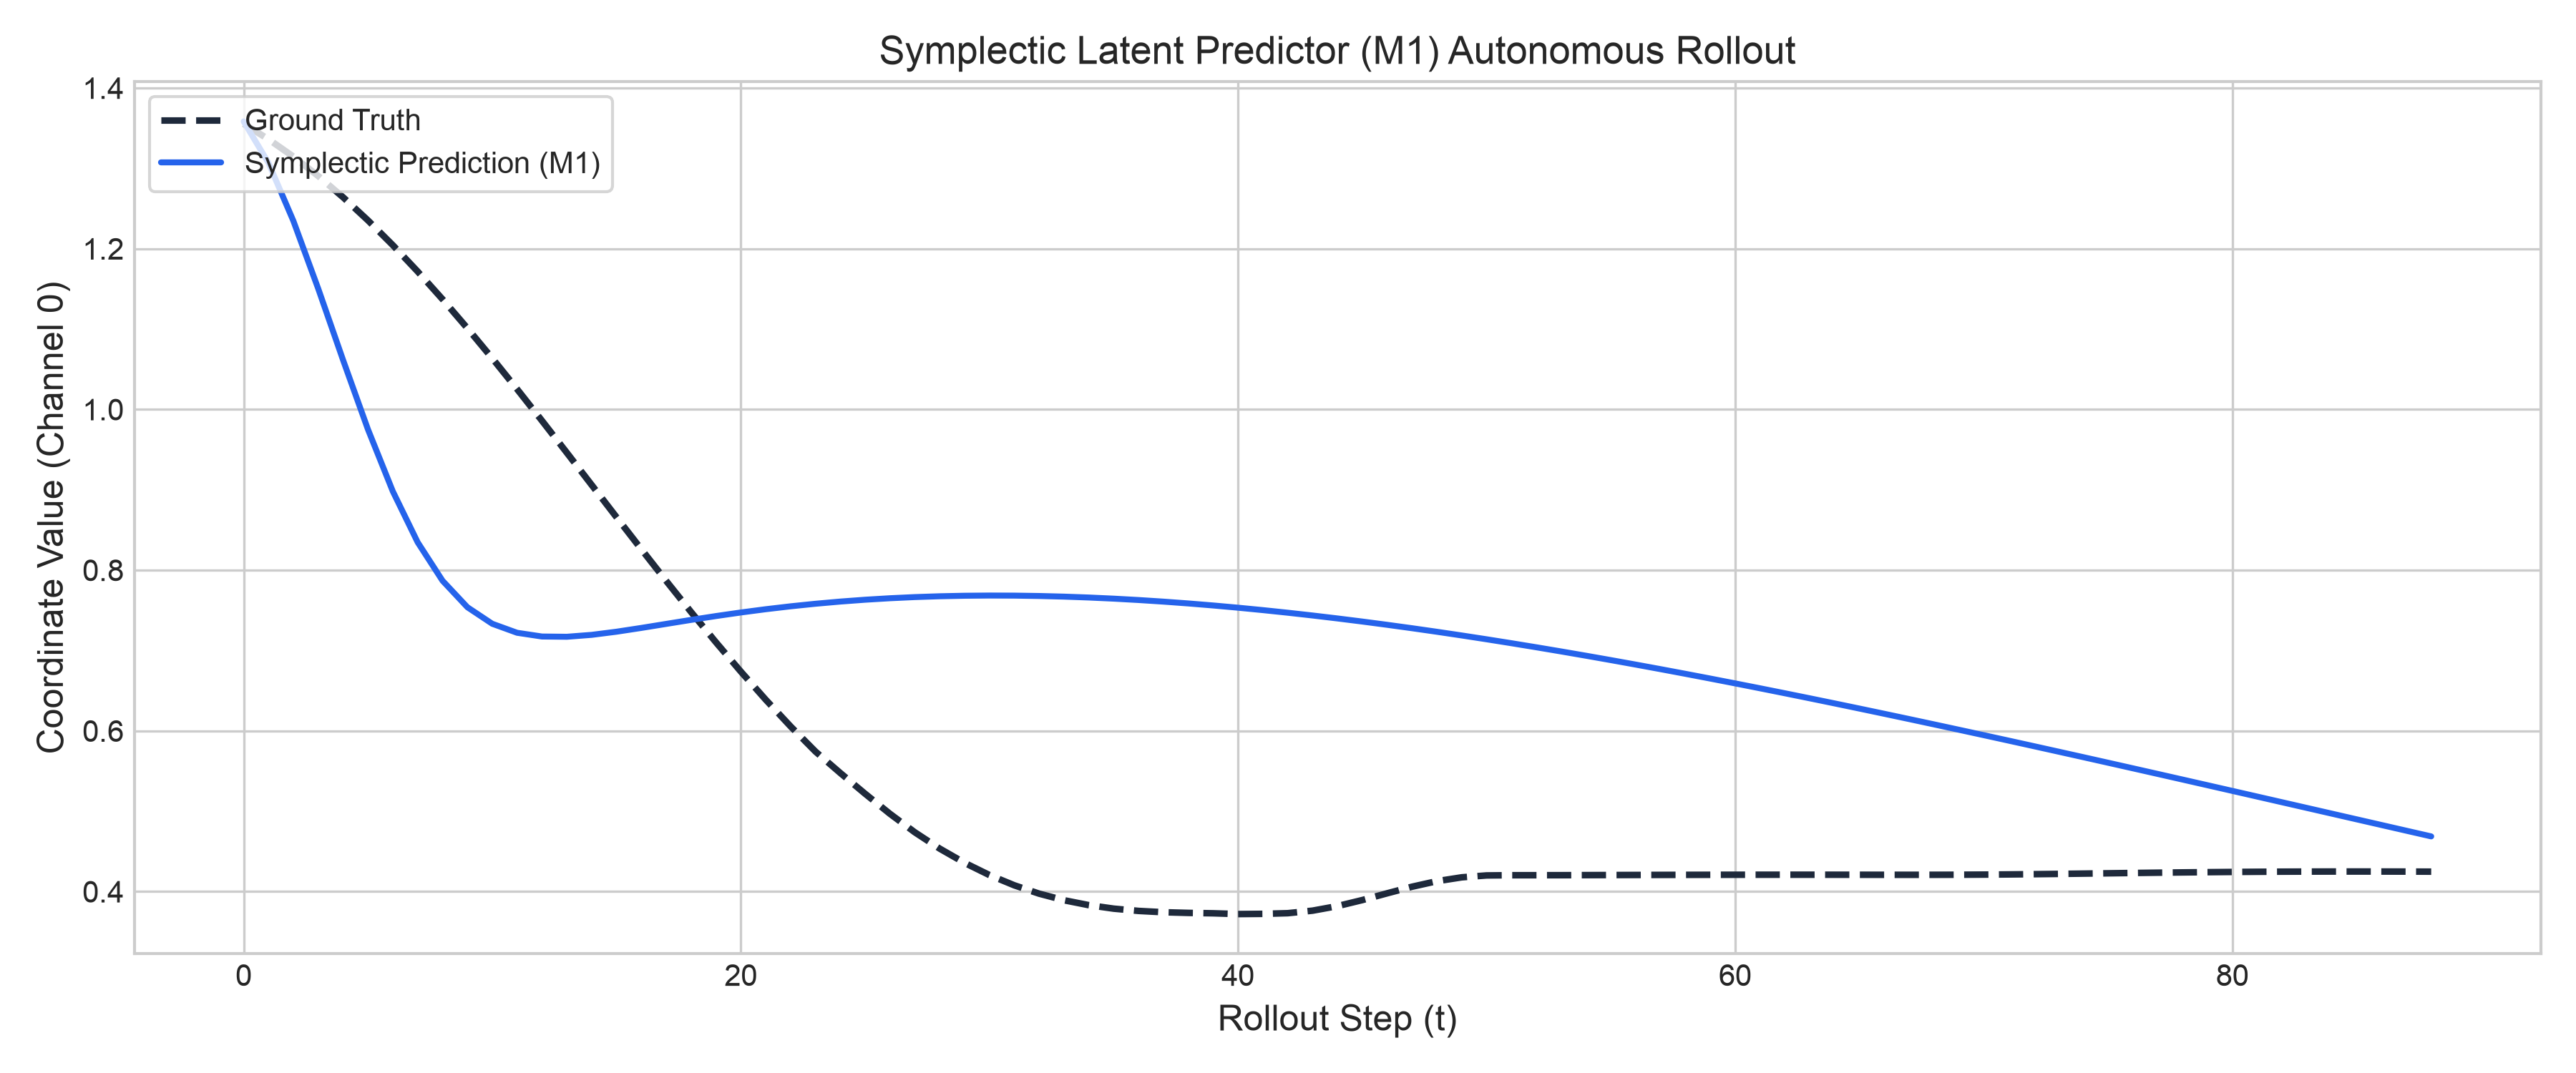 Symplectic Latent Predictor (M1) Autonomous Rollout
Ground Truth
Symplectic Prediction (M1)
Coordinate Value (Channel 0)
1.4
1.2
1.0
0.8
0.6
0.4
0 20 40 60 80
Rollout Step (t)